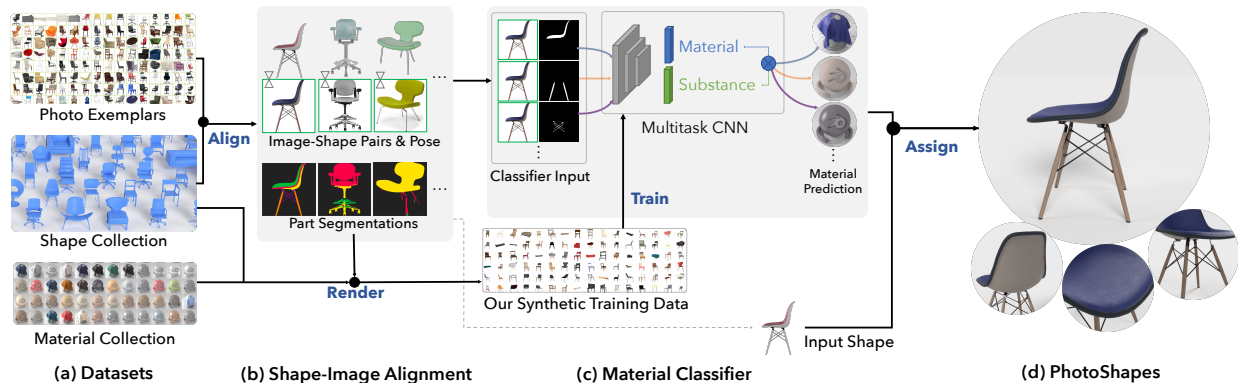 Photo Exemplars
Shape Collection
Material Collection
(a) Datasets
Align
Image-Shape Pairs & Pose
...
Part Segmentations
...
Render
(b) Shape-Image Alignment
Classifier Input
Material
Substance
Multitask CNN
Material
Prediction
Train
Our Synthetic Training Data
(c) Material Classifier
Input Shape
Assign
(d) PhotoShapes